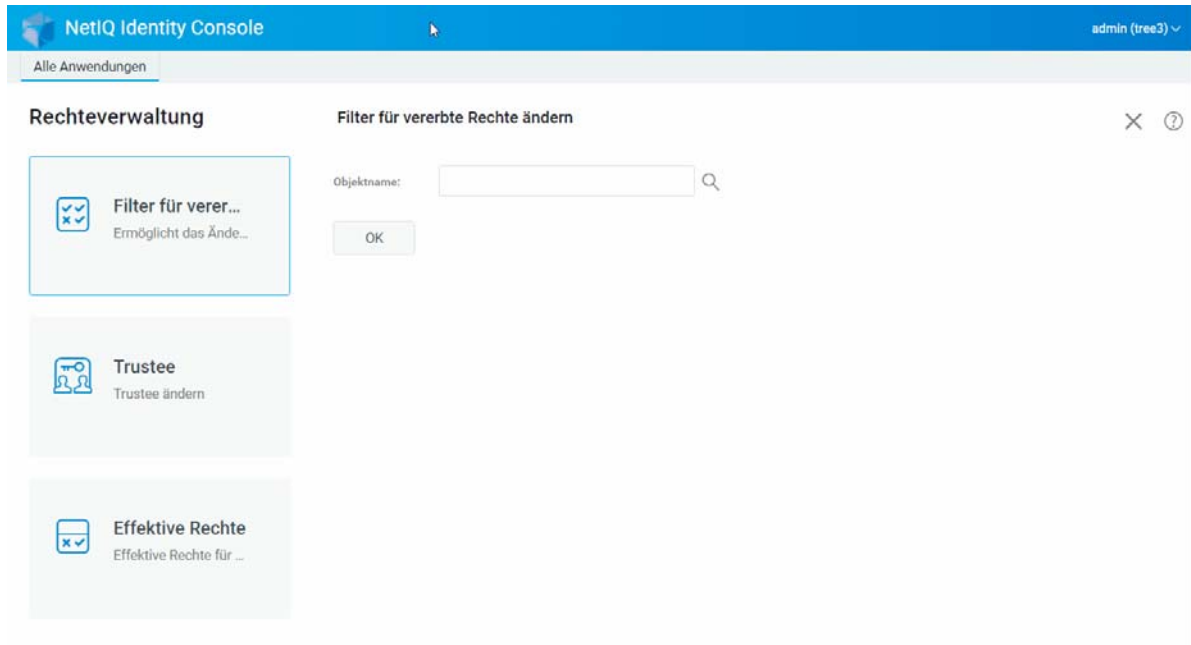 NetIQ Identity Console
admin (tree3)
Alle Anwendungen
Rechteverwaltung
Filter für vererbte Rechte ändern
Objektname:
OK
Filter für verer...
Ermöglicht das Ände...
Trustee
Trustee ändern
Effektive Rechte
Effektive Rechte für ...